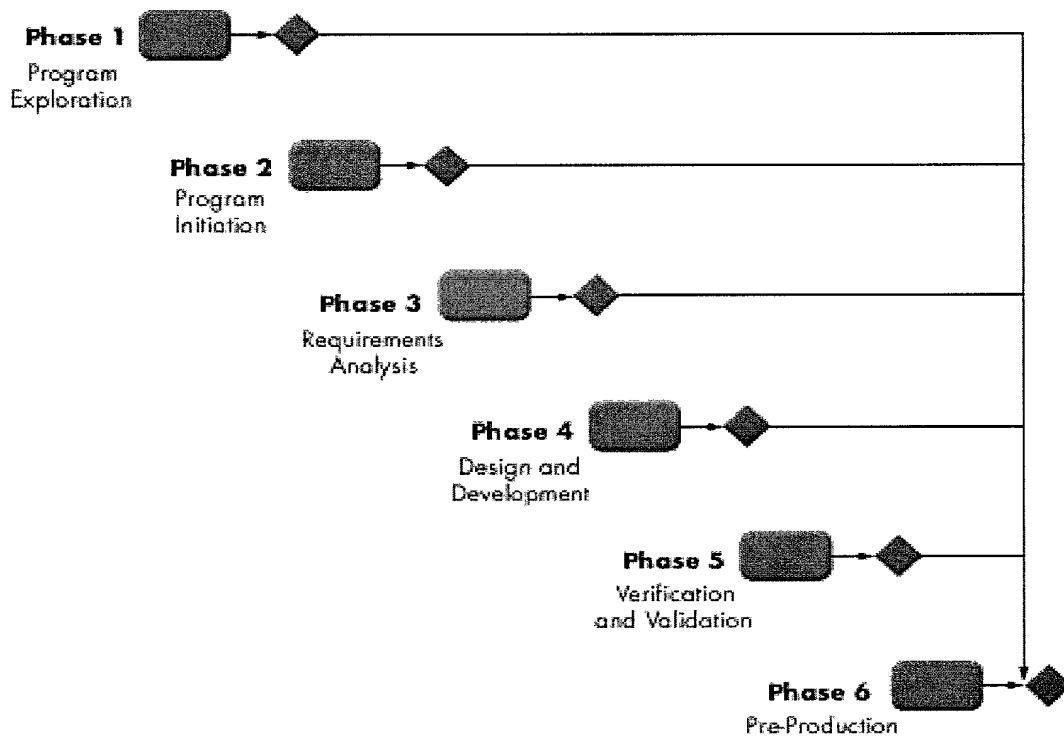 Phase 1
Program
Exploration
Phase 2
Program
Initiation
Phase 3
Requirements
Analysis
Phase 4
Design and
Development
Phase 5
Verification
and Validation
Phase 6
Pre-Production